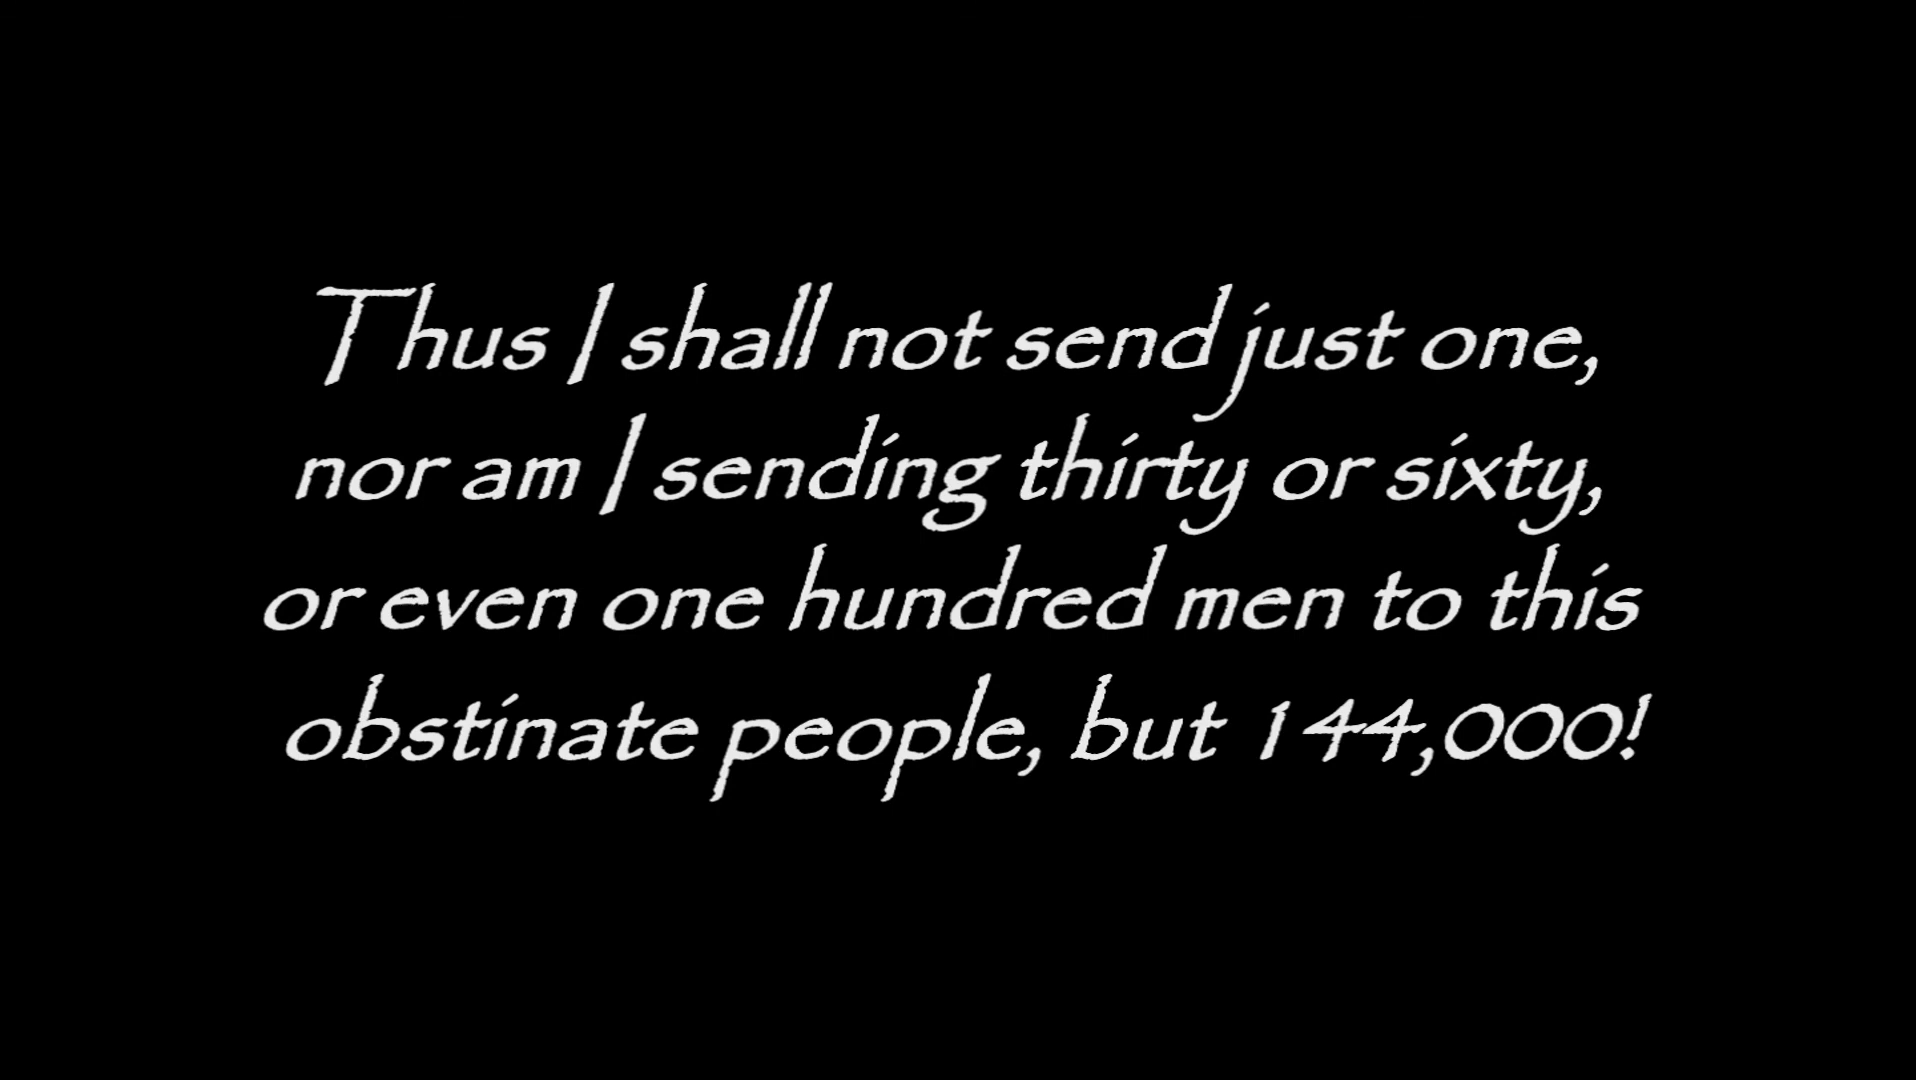 Thus I shall not send just one,
nor am I sending thirty or sixty,
or even one hundred men to this
obstinate people, but 144,000!